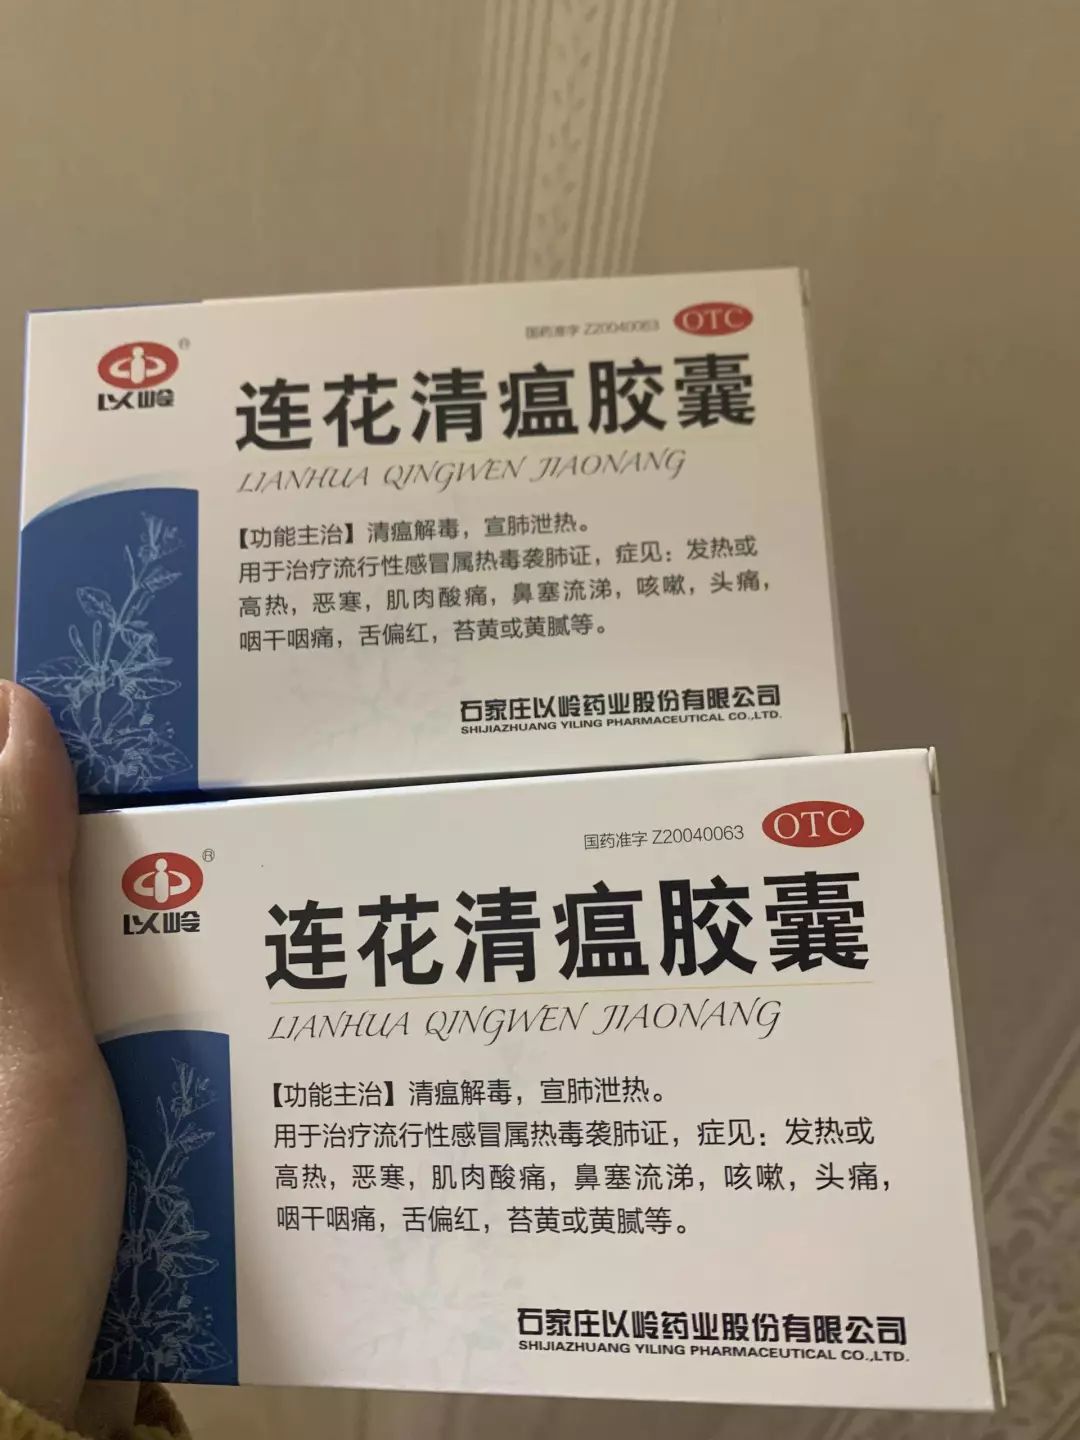 国药准字 Z20040063
OTC
®
以岭
连花清瘟胶囊
LIANHUA QINGWEN JIAONANG
【功能主治】清瘟解毒，宣肺泄热。
用于治疗流行性感冒属热毒袭肺证，症见：发热或
高热，恶寒，肌肉酸痛，鼻塞流涕，咳嗽，头痛，
咽干咽痛，舌偏红，苔黄或黄腻等。
石家庄以岭药业股份有限公司
SHIJIAZHUANG YILING PHARMACEUTICAL CO.,LTD.
国药准字 Z20040063
OTC
®
以岭
连花清瘟胶囊
LIANHUA QINGWEN JIAONANG
【功能主治】清瘟解毒，宣肺泄热。
用于治疗流行性感冒属热毒袭肺证，症见：发热或
高热，恶寒，肌肉酸痛，鼻塞流涕，咳嗽，头痛，
咽干咽痛，舌偏红，苔黄或黄腻等。
石家庄以岭药业股份有限公司
SHIJIAZHUANG YILING PHARMACEUTICAL CO.,LTD.